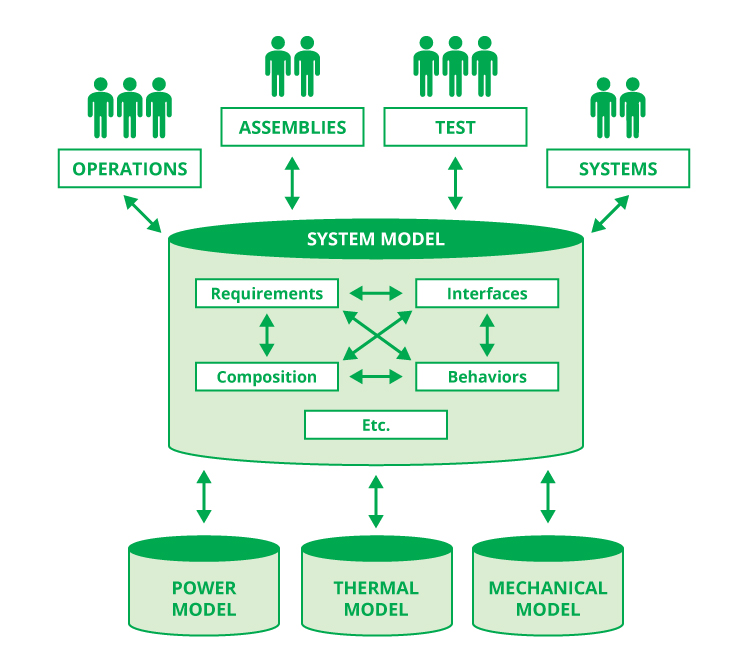 ASSEMBLIES
TEST
OPERATIONS
SYSTEMS
SYSTEM MODEL
Requirements
Interfaces
Composition
Behaviors
Etc.
POWER
MODEL
THERMAL
MODEL
MECHANICAL
MODEL